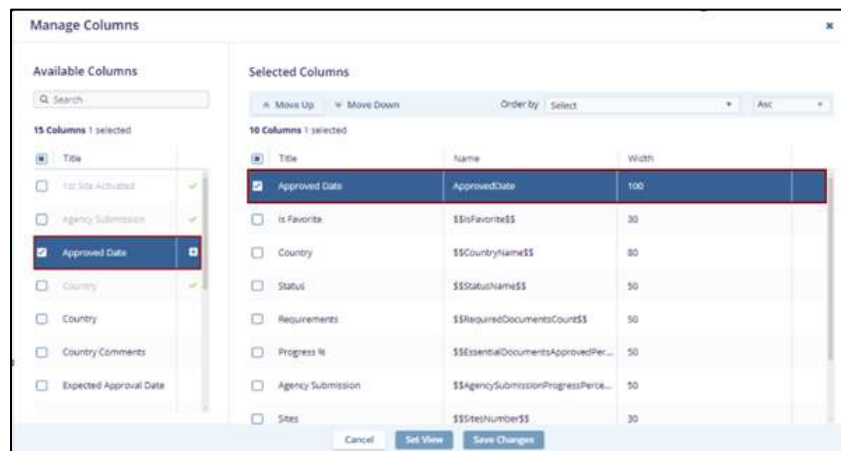 Manage Columns
Available Columns
Search
15 Columns 1 selected
Title
1st Site Activated
Agency Submission
Approved Date
Country
Country
Country Comments
Expected Approval Date
Selected Columns
Move Up Move Down Order by Select Asc
10 Columns 1 selected
Title Name Width
Approved Date ApprovedDate 100
Is Favorite $$IsFavorite$$ 30
Country $$CountryName$$ 80
Status $$StatusName$$ 50
Requirements $$RequiredDocumentsCount$$ 50
Progress % $$EssentialDocumentsApprovedPer... 50
Agency Submission $$AgencySubmissionProgressPerce... 50
Sites $$SitesNumber$$ 30
Cancel Set View Save Changes